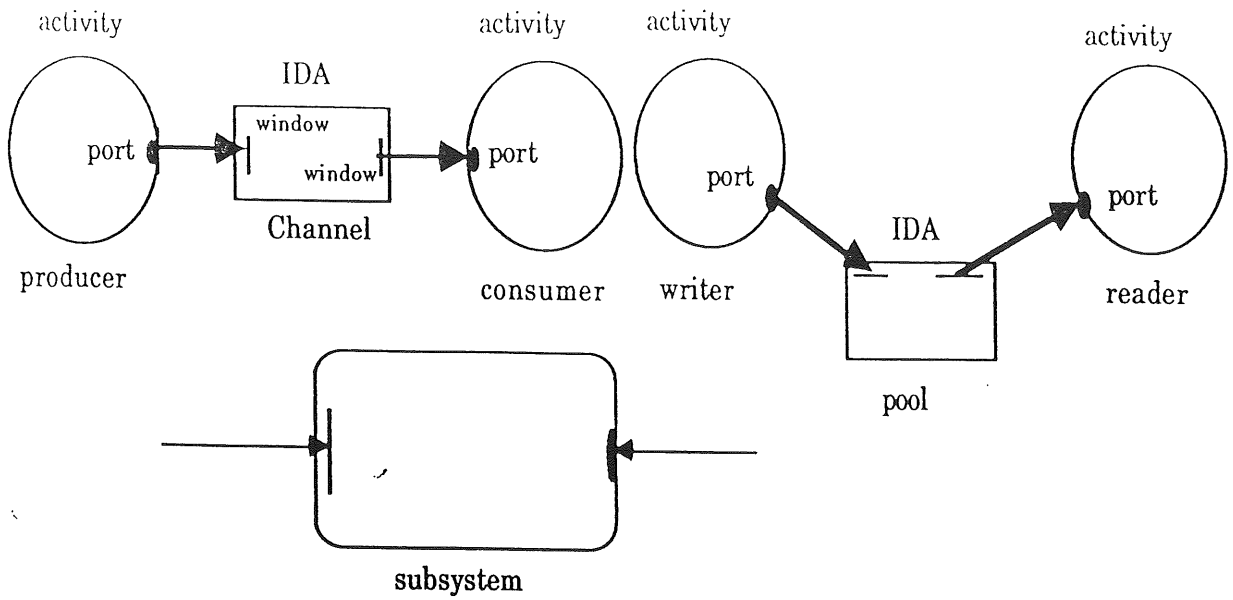 activity
activity
activity
activity
IDA
window
port
window
port
port
port
Channel
IDA
producer
consumer
writer
reader
pool
subsystem